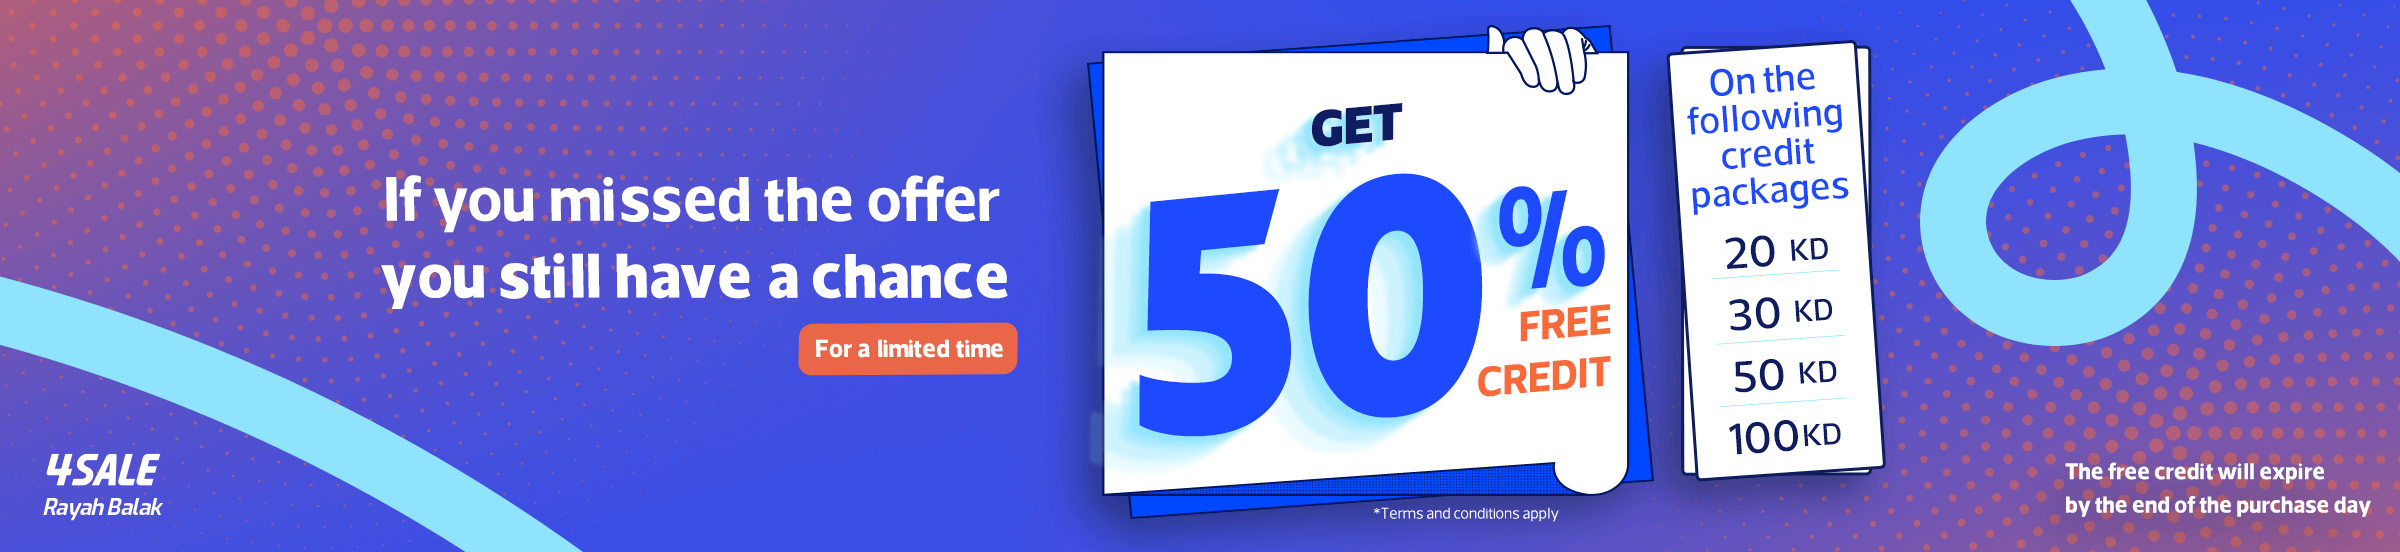 If you missed the offer
you still have a chance
For a limited time
4SALE
Rayah Balak
GET
50%
FREE
CREDIT
*Terms and conditions apply
On the
following
credit
packages
20 KD
30 KD
50 KD
100 KD
The free credit will expire
by the end of the purchase day